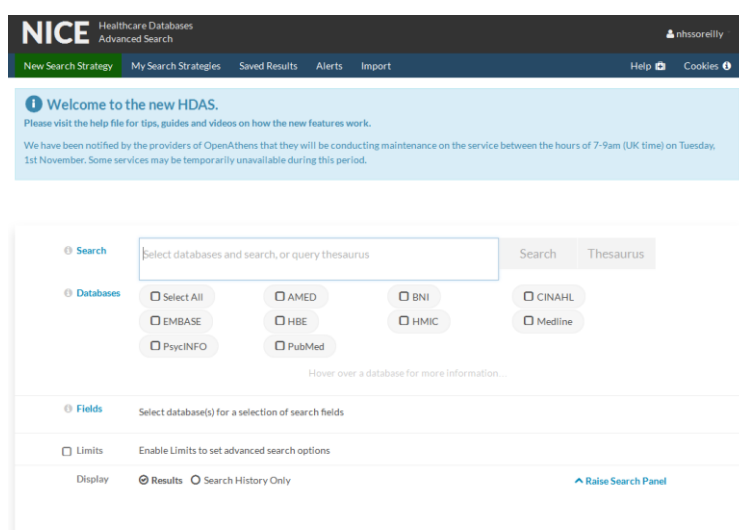 NICE Healthcare Databases
Advanced Search
nhssoreilly
New Search Strategy My Search Strategies Saved Results Alerts Import Help Cookies
Welcome to the new HDAS.
Please visit the help file for tips, guides and videos on how the new features work.
We have been notified by the providers of OpenAthens that they will be conducting maintenance on the service between the hours of 7-9am (UK time) on Tuesday,
1st November. Some services may be temporarily unavailable during this period.
Search Select databases and search, or query thesaurus Search Thesaurus
Databases Select All AMED BNI CINAHL
EMBASE HBE HMIC Medline
PsycINFO PubMed
Hover over a database for more information...
Fields Select database(s) for a selection of search fields
Limits Enable Limits to set advanced search options
Display Results Search History Only Raise Search Panel